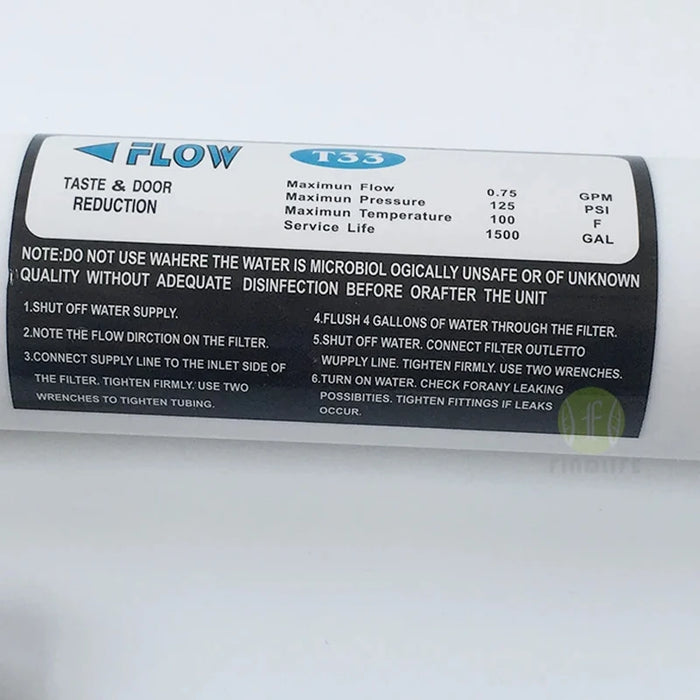 FLOW
T33
TASTE & DOOR
REDUCTION
Maximun Flow 0.75 GPM
Maximun Pressure 125 PSI
Maximun Temperature 100 F
Service Life 1500 GAL
NOTE:DO NOT USE WAHERE THE WATER IS MICROBIOL OGICALLY UNSAFE OR OF UNKNOWN
QUALITY WITHOUT ADEQUATE DISINFECTION BEFORE ORAFTER THE UNIT
1.SHUT OFF WATER SUPPLY.
2.NOTE THE FLOW DIRCTION ON THE FILTER.
3.CONNECT SUPPLY LINE TO THE INLET SIDE OF
THE FILTER. TIGHTEN FIRMLY. USE TWO
WRENCHES TO TIGHTEN TUBING.
4.FLUSH 4 GALLONS OF WATER THROUGH THE FILTER.
5.SHUT OFF WATER. CONNECT FILTER OUTLETTO
WUPPLY LINE. TIGHTEN FIRMLY. USE TWO WRENCHES.
6.TURN ON WATER. CHECK FORANY LEAKING
POSSIBITIES. TIGHTEN FITTINGS IF LEAKS
OCCUR.